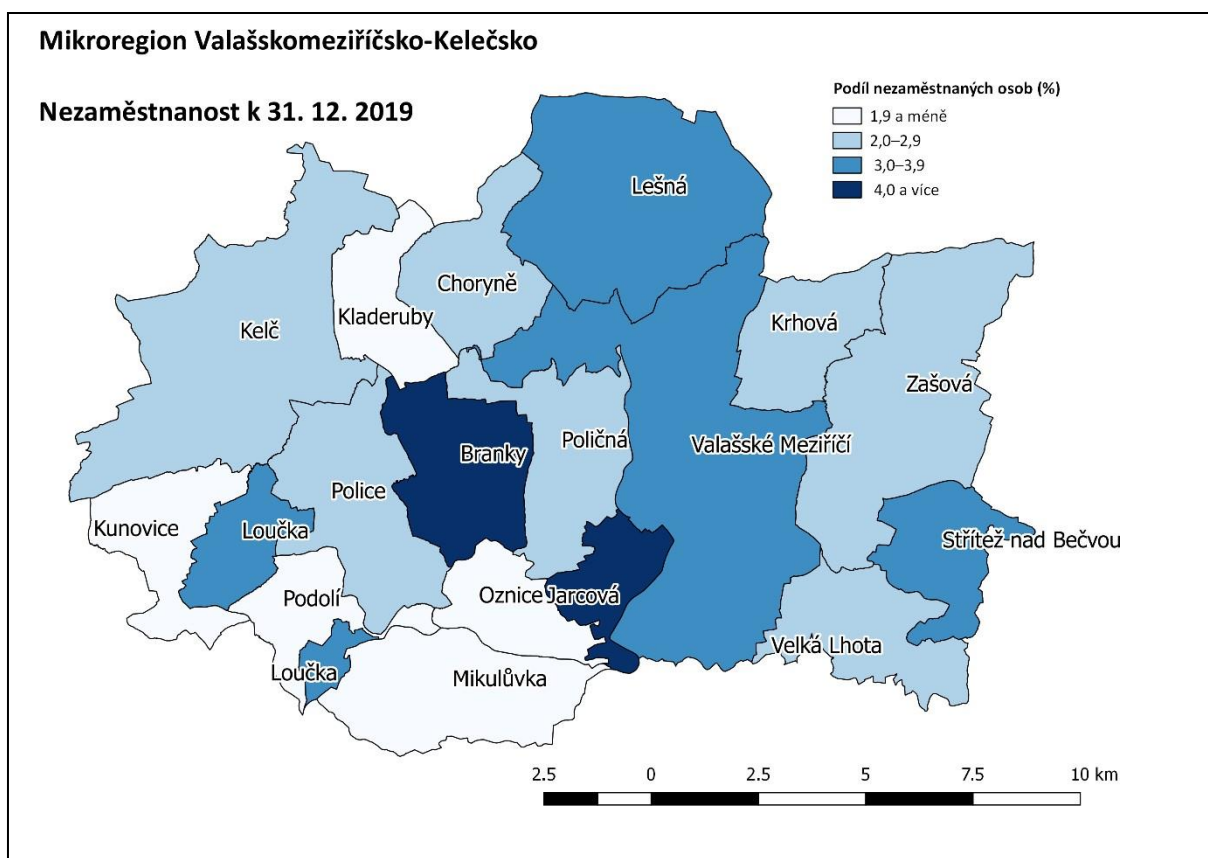 Mikroregion Valašskomeziříčsko-Kelečsko
Nezaměstnanost k 31. 12. 2019
Podíl nezaměstnaných osob (%)
1,9 a méně
2,0–2,9
3,0–3,9
4,0 a více
Lešná
Choryně
Kladeruby
Kelč
Krhová
Zašová
Poličná
Valašské Meziříčí
Branky
Police
Kunovice
Loučka
Střítež nad Bečvou
Podolí
Oznice
Jarcová
Velká Lhota
Loučka
Mikulůvka
2.5 0 2.5 5 7.5 10 km